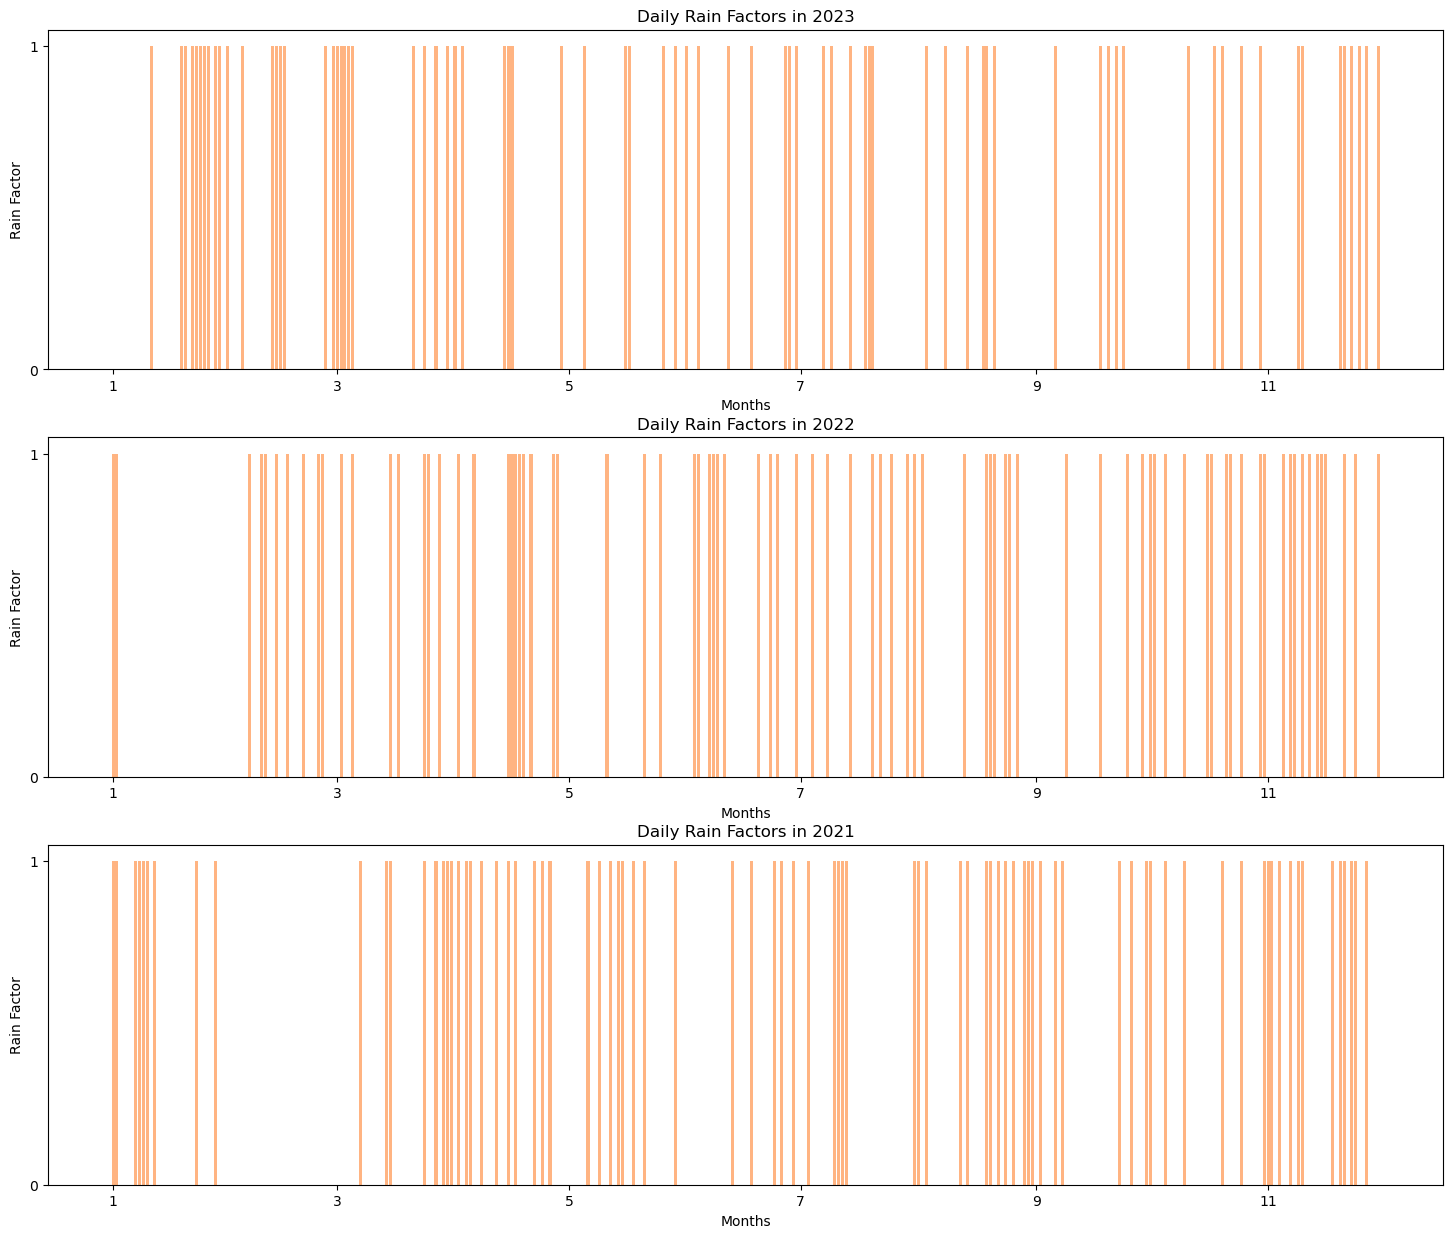 Daily Rain Factors in 2023
1
Rain Factor
0
1 3 5 7 9 11
Months
Daily Rain Factors in 2022
1
Rain Factor
0
1 3 5 7 9 11
Months
Daily Rain Factors in 2021
1
Rain Factor
0
1 3 5 7 9 11
Months